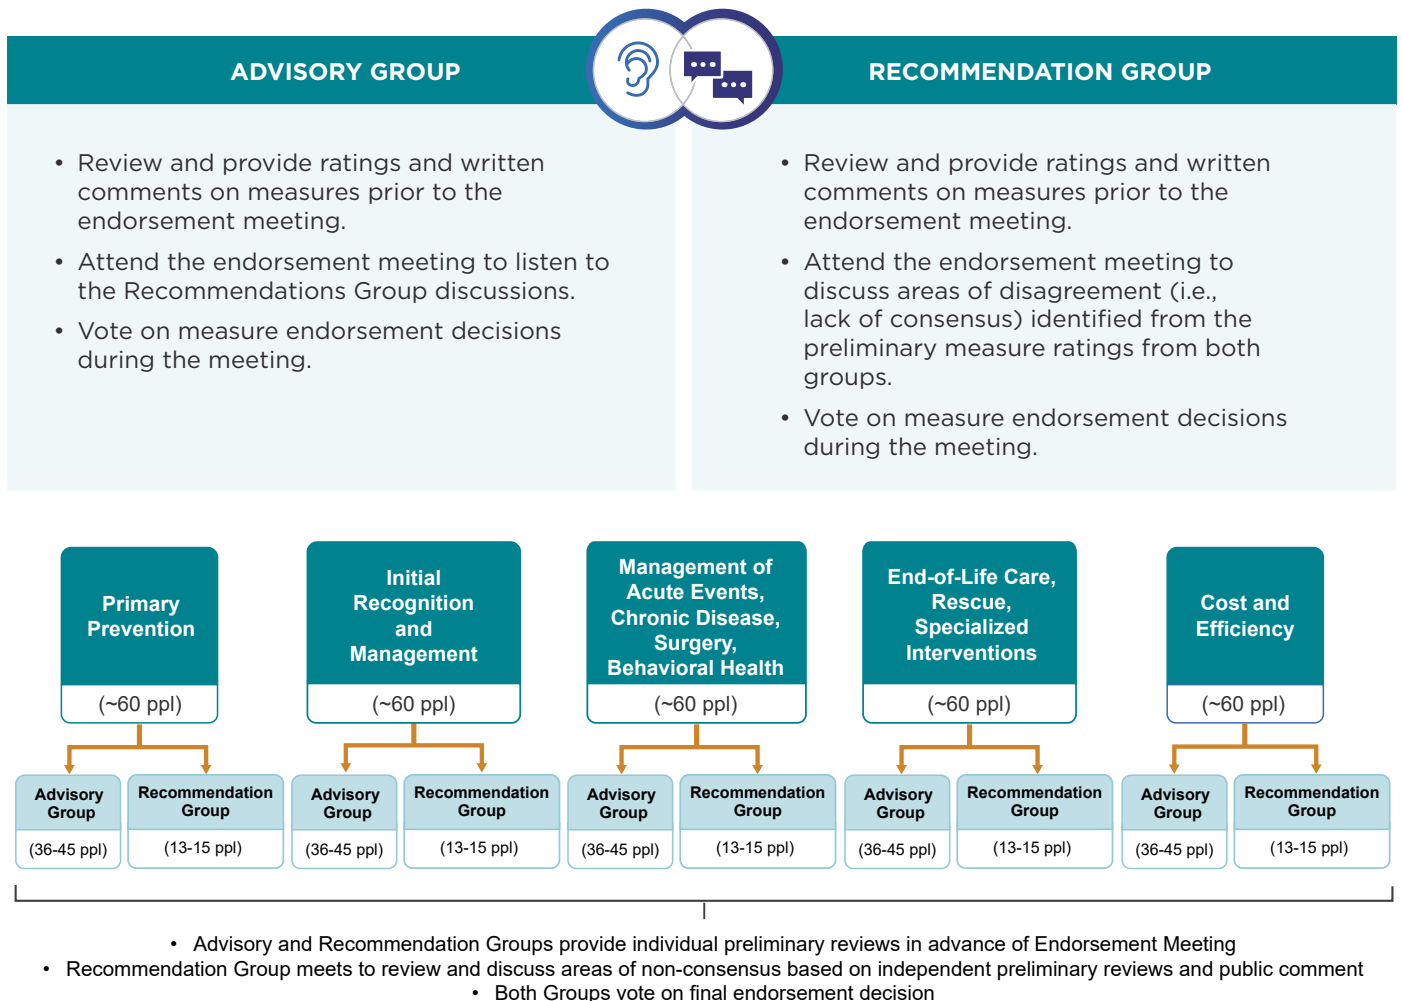 ADVISORY GROUP
• Review and provide ratings and written
comments on measures prior to the
endorsement meeting.
• Attend the endorsement meeting to listen to
the Recommendations Group discussions.
• Vote on measure endorsement decisions
during the meeting.
RECOMMENDATION GROUP
• Review and provide ratings and written
comments on measures prior to the
endorsement meeting.
• Attend the endorsement meeting to
discuss areas of disagreement (i.e.,
lack of consensus) identified from the
preliminary measure ratings from both
groups.
• Vote on measure endorsement decisions
during the meeting.
Primary
Prevention
(~60 ppl)
Advisory
Group
(36-45 ppl)
Recommendation
Group
(13-15 ppl)
Initial
Recognition
and
Management
(~60 ppl)
Advisory
Group
(36-45 ppl)
Recommendation
Group
(13-15 ppl)
Management of
Acute Events,
Chronic Disease,
Surgery,
Behavioral Health
(~60 ppl)
Advisory
Group
(36-45 ppl)
Recommendation
Group
(13-15 ppl)
End-of-Life Care,
Rescue,
Specialized
Interventions
(~60 ppl)
Advisory
Group
(36-45 ppl)
Recommendation
Group
(13-15 ppl)
Cost and
Efficiency
(~60 ppl)
Advisory
Group
(36-45 ppl)
Recommendation
Group
(13-15 ppl)
• Advisory and Recommendation Groups provide individual preliminary reviews in advance of Endorsement Meeting
• Recommendation Group meets to review and discuss areas of non-consensus based on independent preliminary reviews and public comment
• Both Groups vote on final endorsement decision